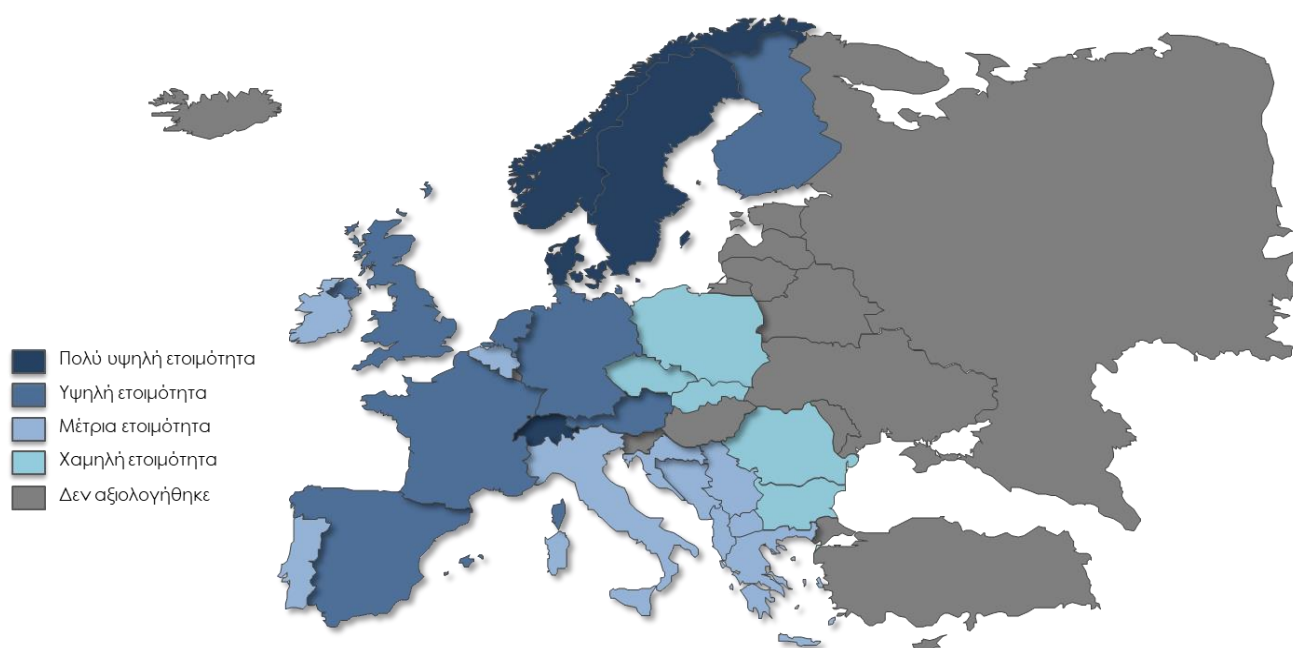 Πολύ υψηλή ετοιμότητα
Υψηλή ετοιμότητα
Μέτρια ετοιμότητα
Χαμηλή ετοιμότητα
Δεν αξιολογήθηκε